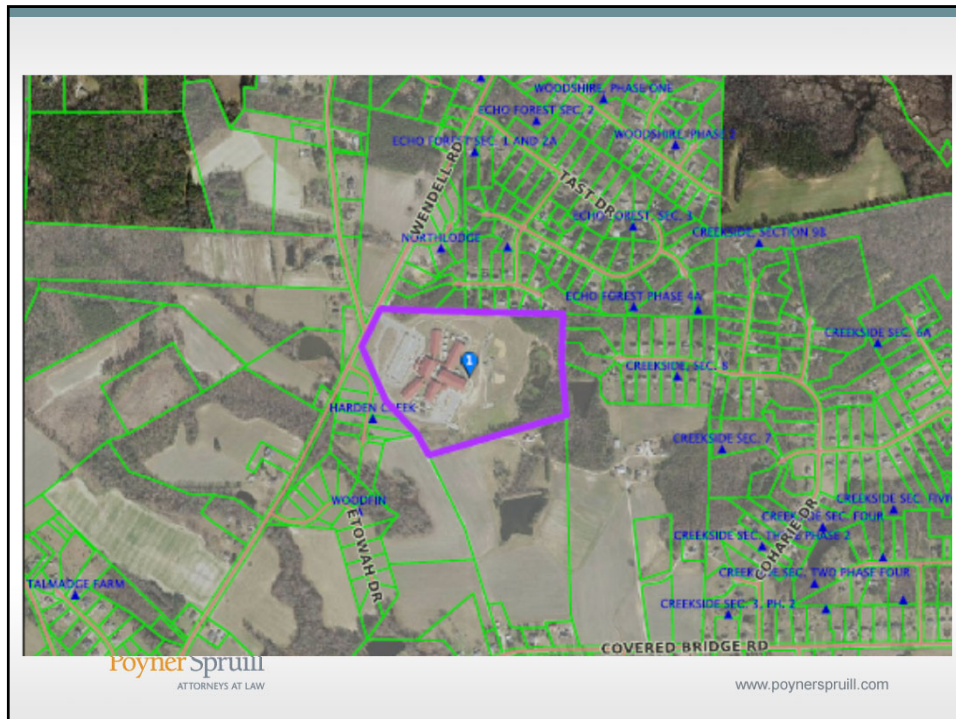 WOODSHIRE, PHASE ONE
ECHO FOREST SEC. 2
WOODSHIRE, PHASE
ECHO FOREST SEC. 1 AND 2A
WENDELL RD
TAST DR
ECHO FOREST, SEC. 3
NORTHLODGE
CREEKSIDE, SECTION 9B
ECHO FOREST PHASE 4A
CREEKSIDE SEC. 6A
1
CREEKSIDE, SEC. 8
HARDEN CREEK
CREEKSIDE SEC. 7
WOODFIN
CREEKSIDE SEC. FIVE
ETOWAH DR
CREEKSIDE SEC. FOUR
COHARIE DR
CREEKSIDE SEC. PHASE 2
TALMADGE FARM
CREEKSIDE SEC. TWO PHASE FOUR
CREEKSIDE SEC. 3, PH. 2
COVERED BRIDGE RD
Poyner Spruill
ATTORNEYS AT LAW
www.poynerspruill.com